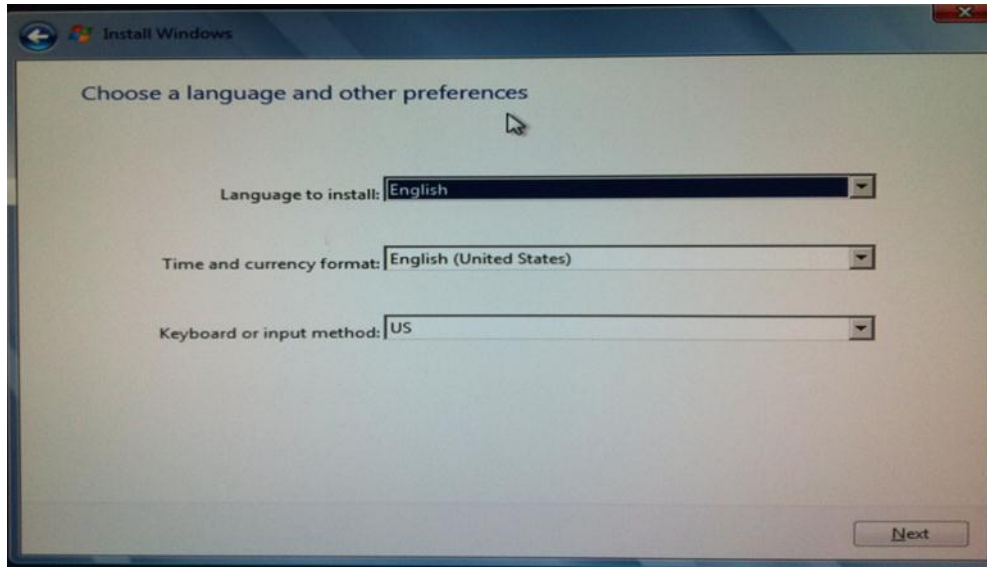 Install Windows
Choose a language and other preferences
Language to install: English
Time and currency format: English (United States)
Keyboard or input method: US
Next